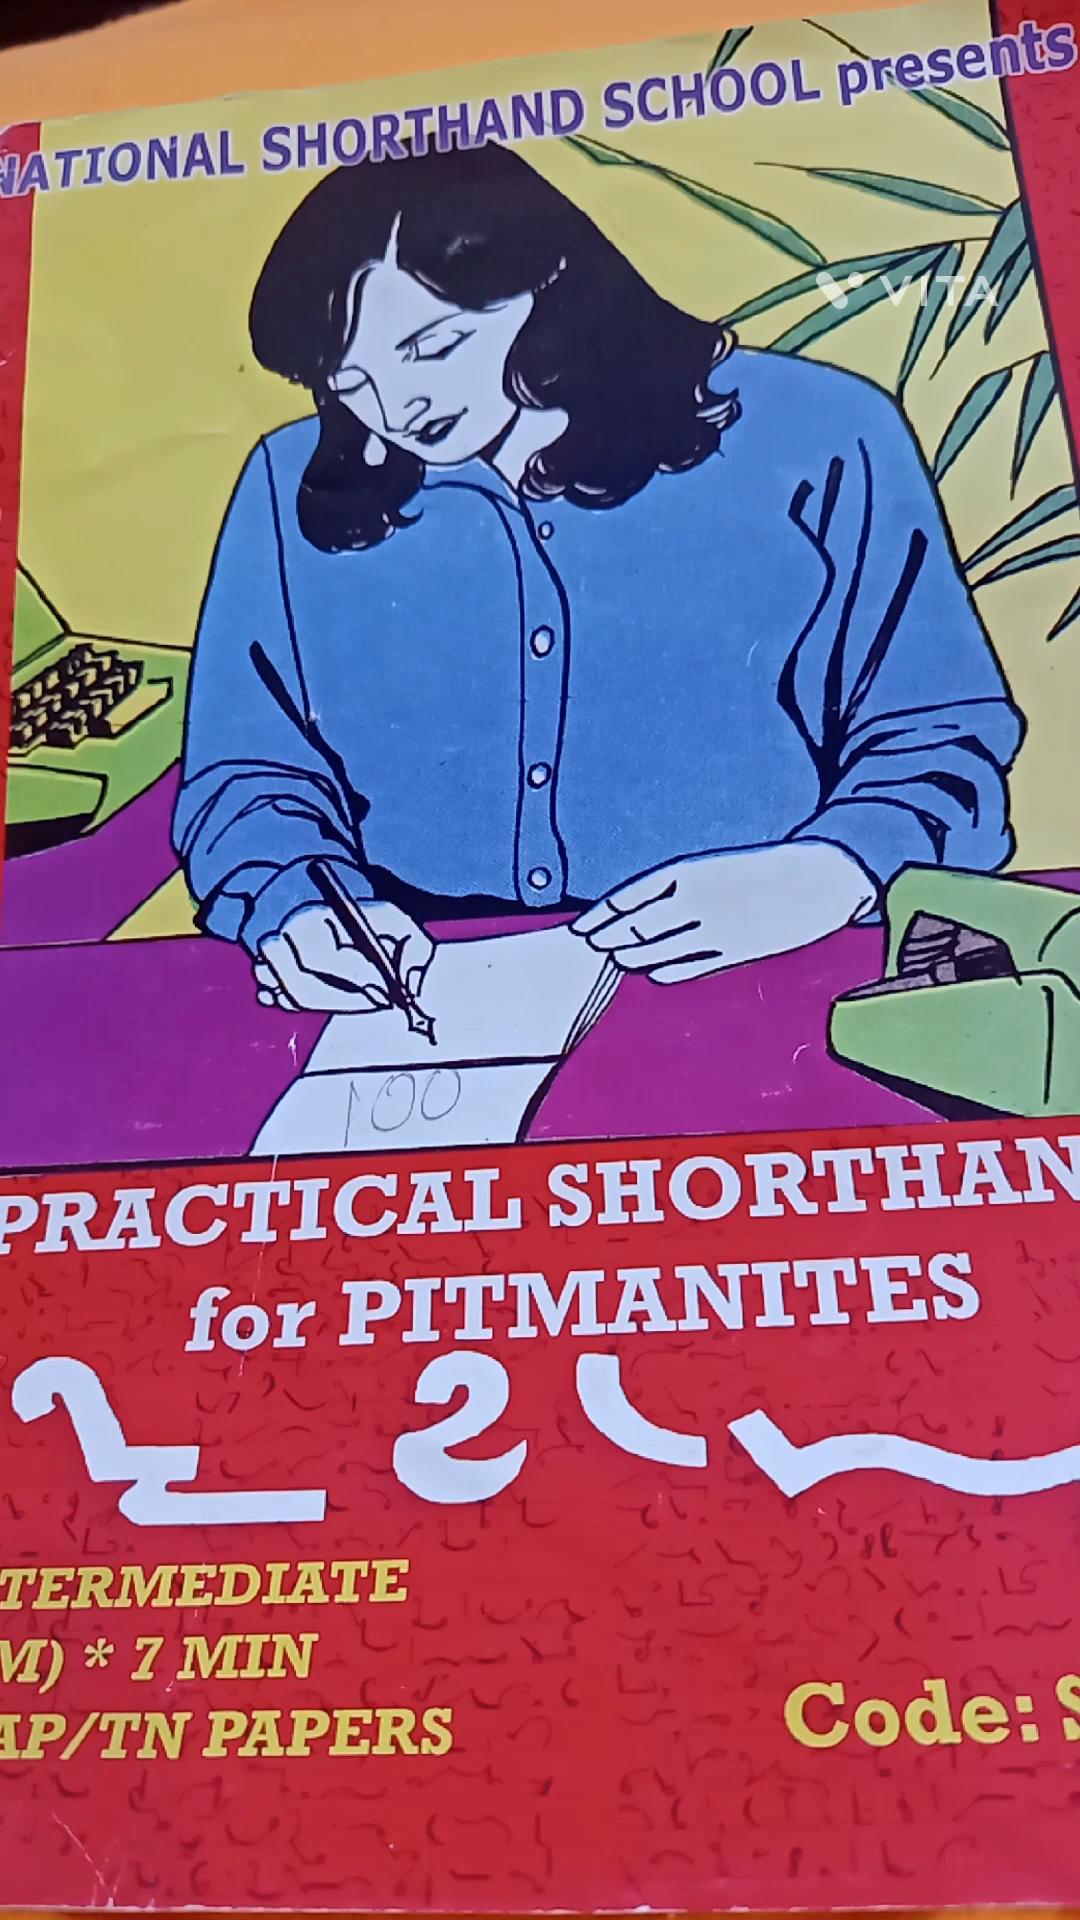 NATIONAL SHORTHAND SCHOOL presents
VITA
100
PRACTICAL SHORTHAN
for PITMANITES
TERMEDIATE
M) * 7 MIN
AP/TN PAPERS
Code: S